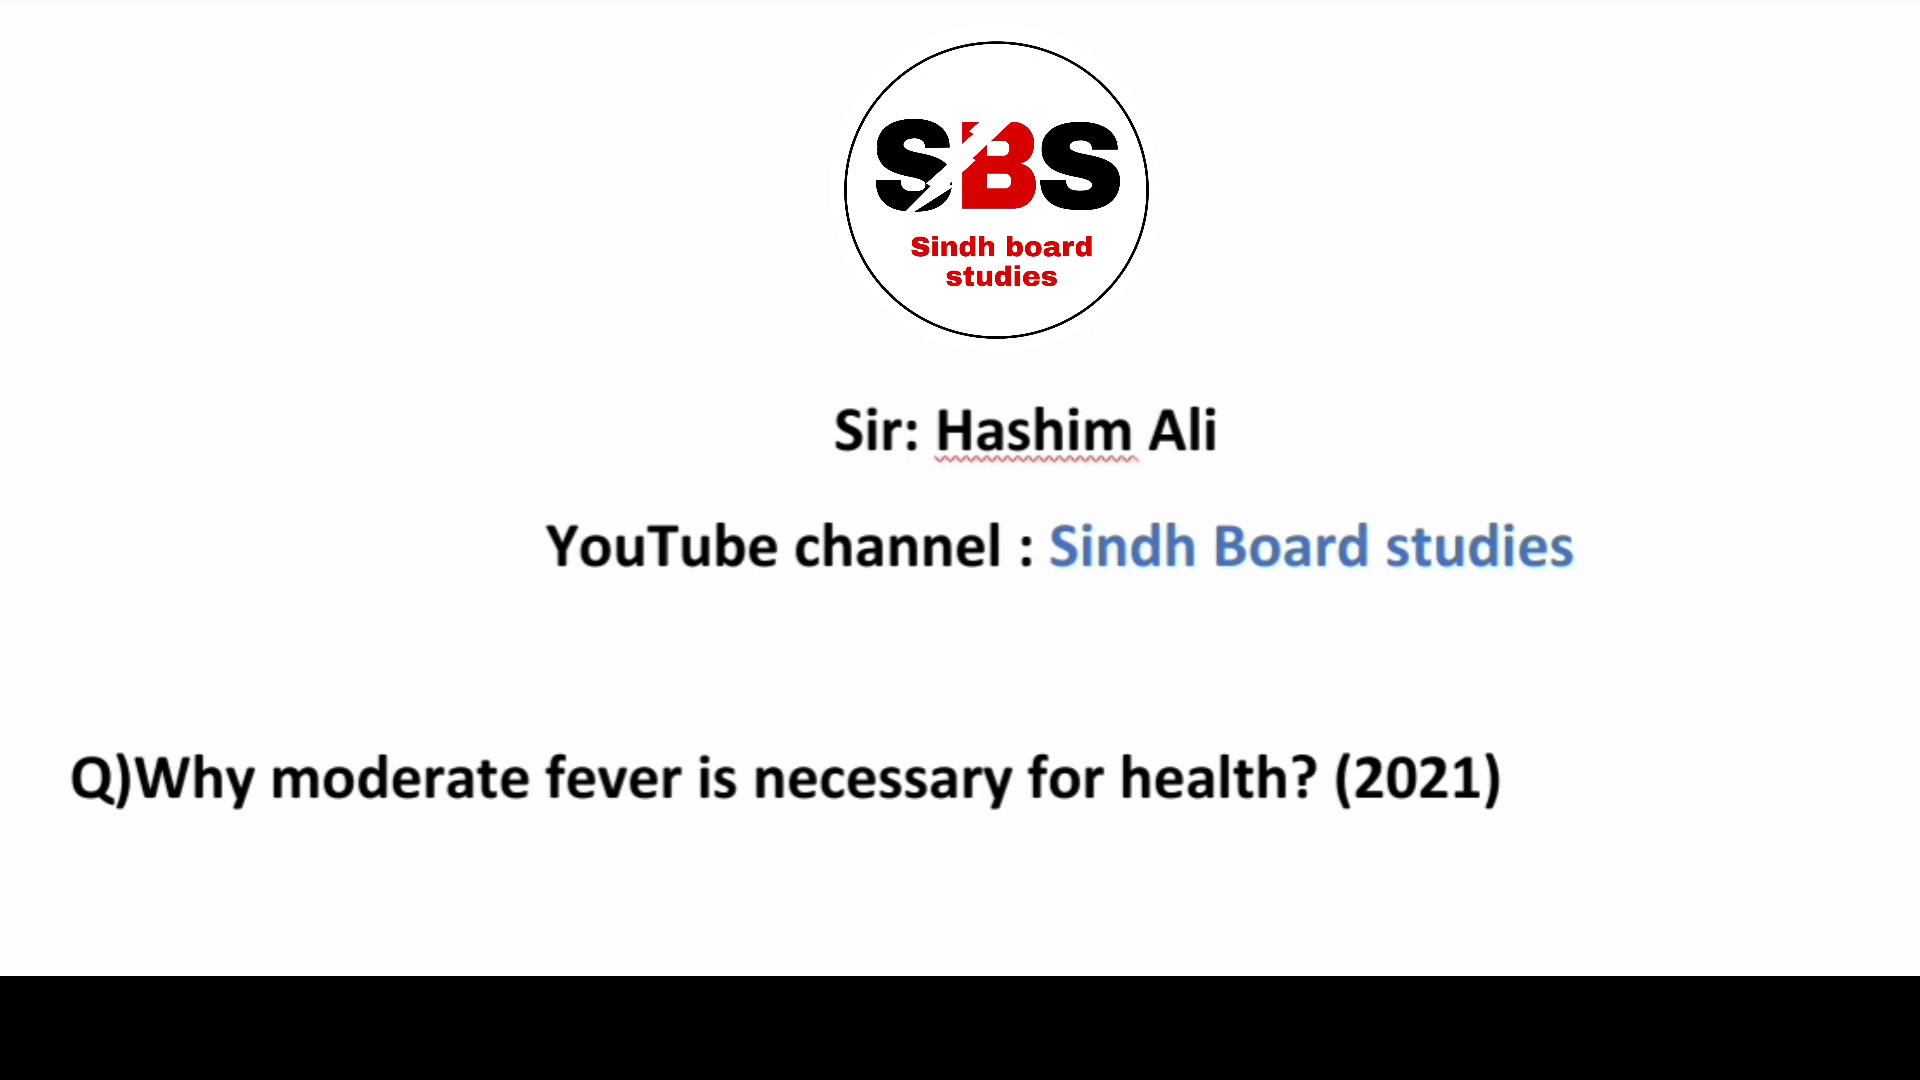 SBS
Sindh board
studies
Sir: Hashim Ali
YouTube channel : Sindh Board studies
Q)Why moderate fever is necessary for health? (2021)